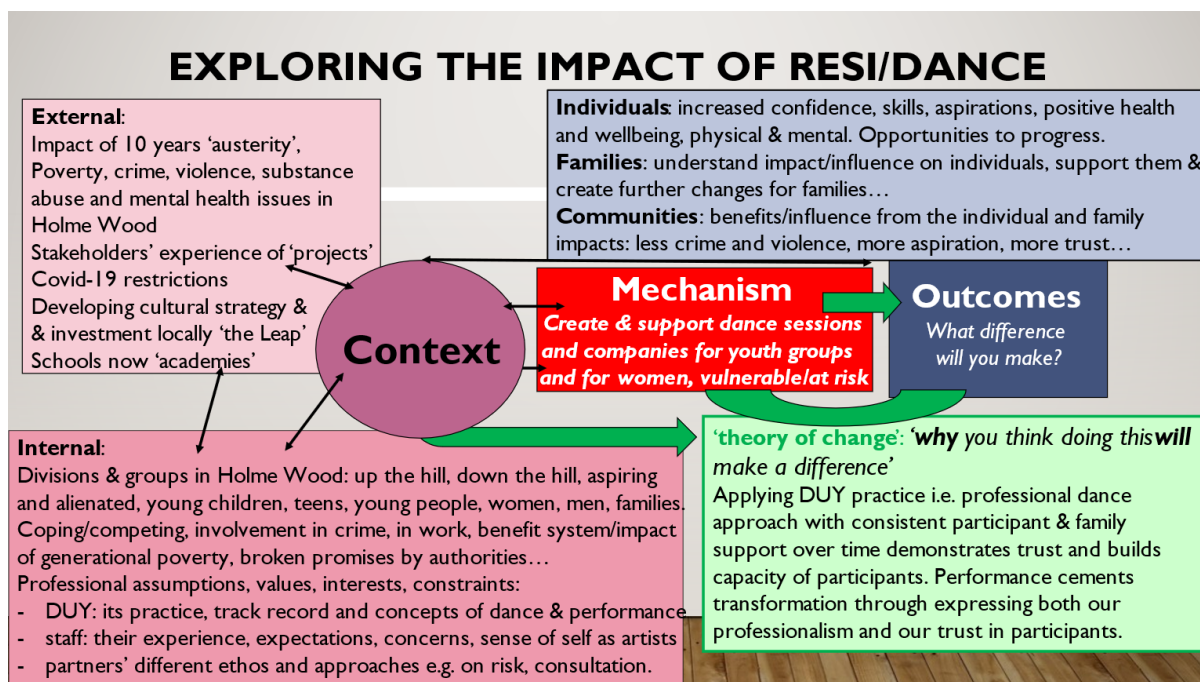 EXPLORING THE IMPACT OF RESI/DANCE
External:
Impact of 10 years ‘austerity’,
Poverty, crime, violence, substance
abuse and mental health issues in
Holme Wood
Stakeholders’ experience of ‘projects’
Covid-19 restrictions
Developing cultural strategy &
& investment locally ‘the Leap’
Schools now ‘academies’
Individuals: increased confidence, skills, aspirations, positive health
and wellbeing, physical & mental. Opportunities to progress.
Families: understand impact/influence on individuals, support them &
create further changes for families…
Communities: benefits/influence from the individual and family
impacts: less crime and violence, more aspiration, more trust…
Context
Mechanism
Create & support dance sessions
and companies for youth groups
and for women, vulnerable/at risk
Outcomes
What difference
will you make?
Internal:
Divisions & groups in Holme Wood: up the hill, down the hill, aspiring
and alienated, young children, teens, young people, women, men, families.
Coping/competing, involvement in crime, in work, benefit system/impact
of generational poverty, broken promises by authorities…
Professional assumptions, values, interests, constraints:
- DUY: its practice, track record and concepts of dance & performance
- staff: their experience, expectations, concerns, sense of self as artists
- partners’ different ethos and approaches e.g. on risk, consultation.
‘theory of change’: ‘why you think doing this will
make a difference’
Applying DUY practice i.e. professional dance
approach with consistent participant & family
support over time demonstrates trust and builds
capacity of participants. Performance cements
transformation through expressing both our
professionalism and our trust in participants.